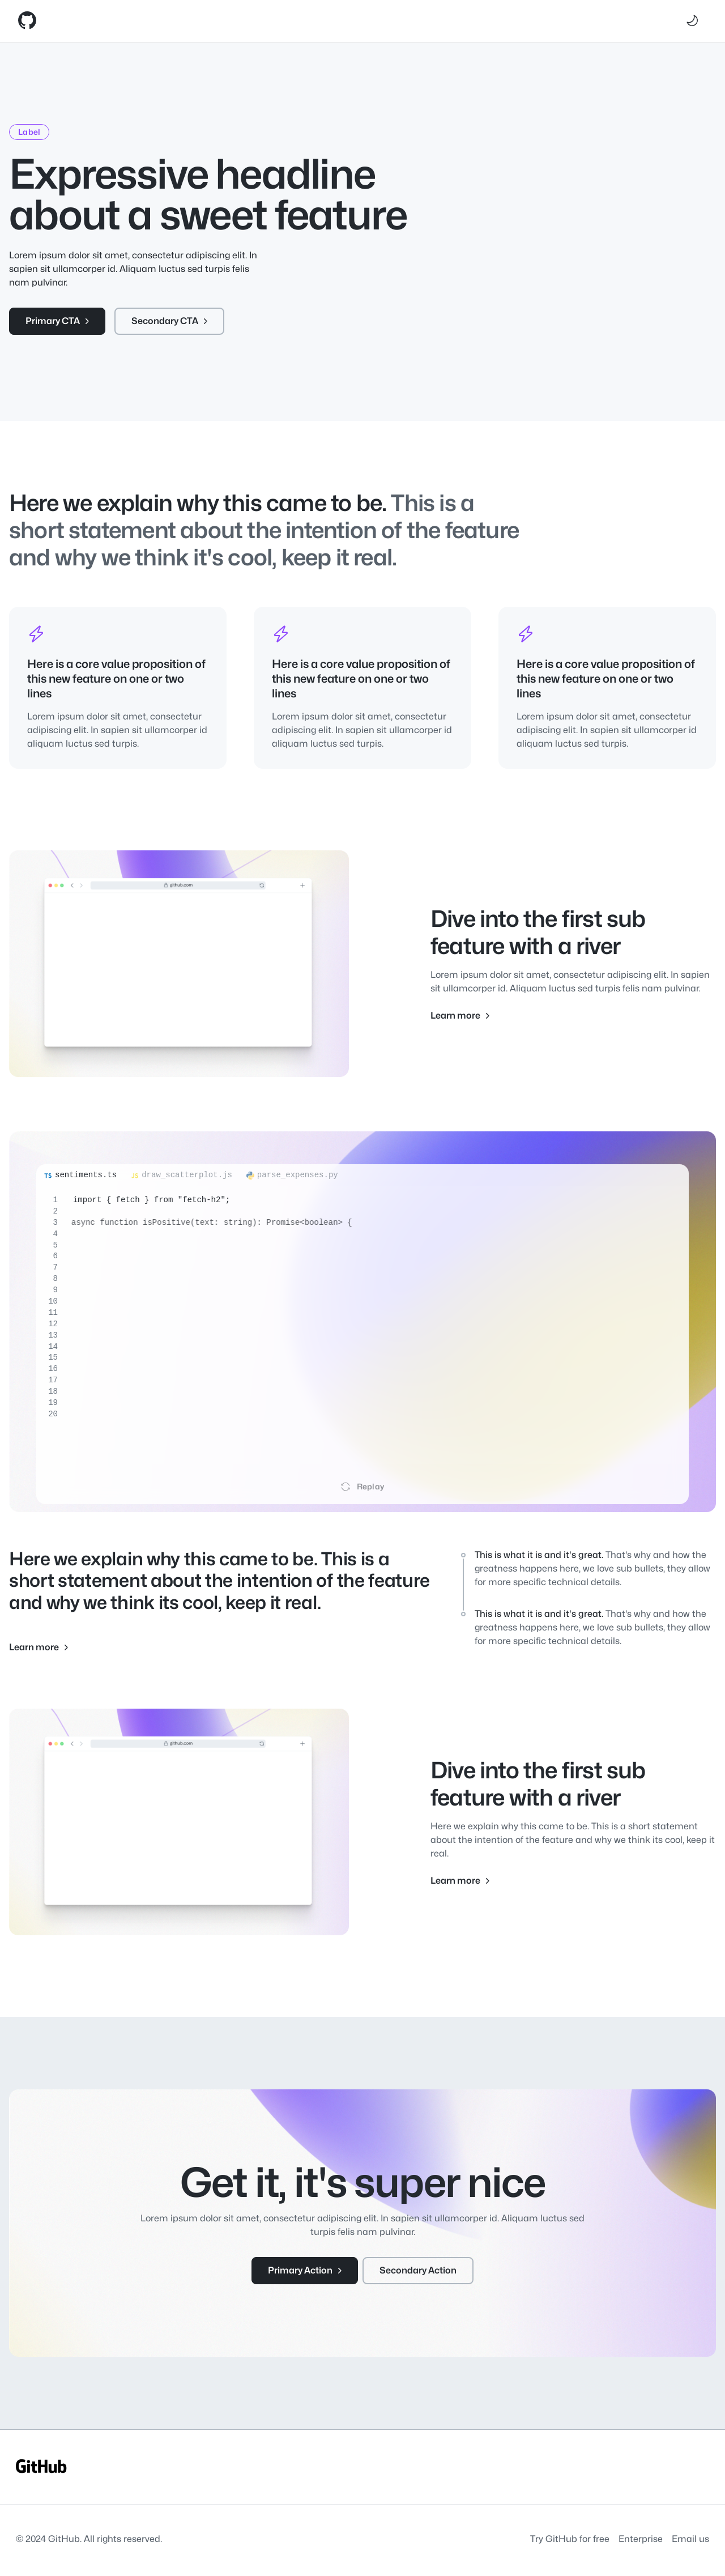 Label
Expressive headline
about a sweet feature
Lorem ipsum dolor sit amet, consectetur adipiscing elit. In
sapien sit ullamcorper id. Aliquam luctus sed turpis felis
nam pulvinar.
Primary CTA
Secondary CTA
Here we explain why this came to be. This is a
short statement about the intention of the feature
and why we think it's cool, keep it real.
Here is a core value proposition of
this new feature on one or two
lines
Lorem ipsum dolor sit amet, consectetur
adipiscing elit. In sapien sit ullamcorper id
aliquam luctus sed turpis.
Here is a core value proposition of
this new feature on one or two
lines
Lorem ipsum dolor sit amet, consectetur
adipiscing elit. In sapien sit ullamcorper id
aliquam luctus sed turpis.
Here is a core value proposition of
this new feature on one or two
lines
Lorem ipsum dolor sit amet, consectetur
adipiscing elit. In sapien sit ullamcorper id
aliquam luctus sed turpis.
github.com
Dive into the first sub
feature with a river
Lorem ipsum dolor sit amet, consectetur adipiscing elit. In sapien
sit ullamcorper id. Aliquam luctus sed turpis felis nam pulvinar.
Learn more
TS sentiments.ts JS draw_scatterplot.js parse_expenses.py
1 import { fetch } from "fetch-h2";
2
3 async function isPositive(text: string): Promise<boolean> {
4
5
6
7
8
9
10
11
12
13
14
15
16
17
18
19
20
Replay
Here we explain why this came to be. This is a
short statement about the intention of the feature
and why we think its cool, keep it real.
Learn more
This is what it is and it's great. That's why and how the
greatness happens here, we love sub bullets, they allow
for more specific technical details.
This is what it is and it's great. That's why and how the
greatness happens here, we love sub bullets, they allow
for more specific technical details.
github.com
Dive into the first sub
feature with a river
Here we explain why this came to be. This is a short statement
about the intention of the feature and why we think its cool, keep it
real.
Learn more
Get it, it's super nice
Lorem ipsum dolor sit amet, consectetur adipiscing elit. In sapien sit ullamcorper id. Aliquam luctus sed
turpis felis nam pulvinar.
Primary Action
Secondary Action
GitHub
© 2024 GitHub. All rights reserved.
Try GitHub for free Enterprise Email us